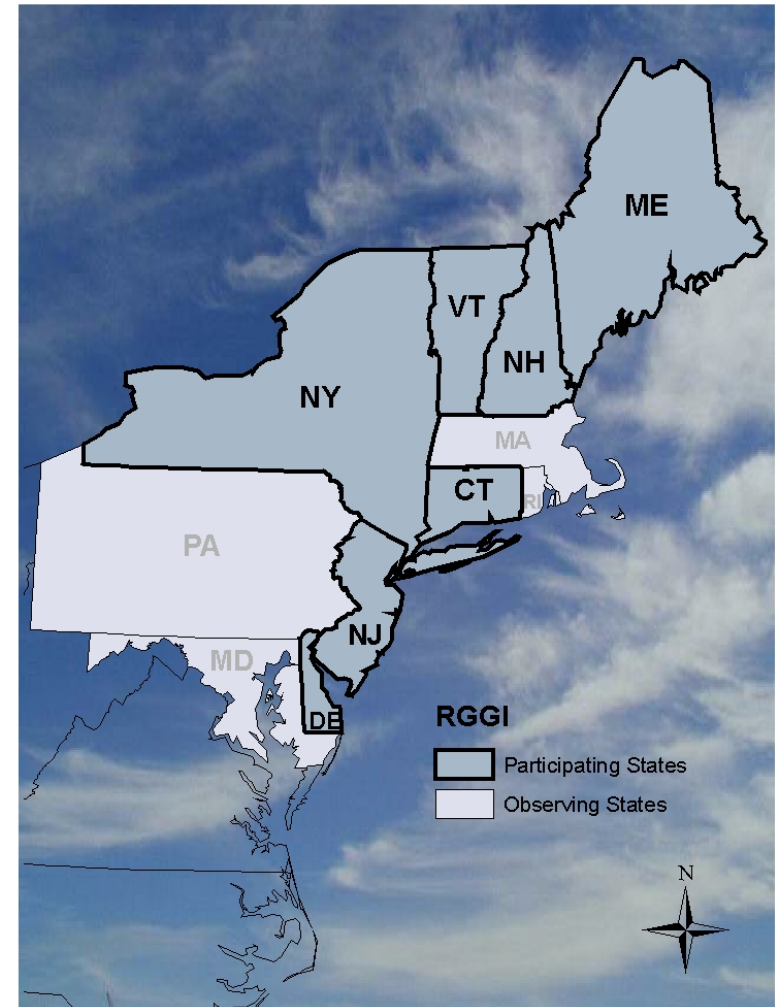 ME
VT
NH
NY
MA
CT
RI
PA
NJ
MD
DE
RGGI
Participating States
Observing States
N